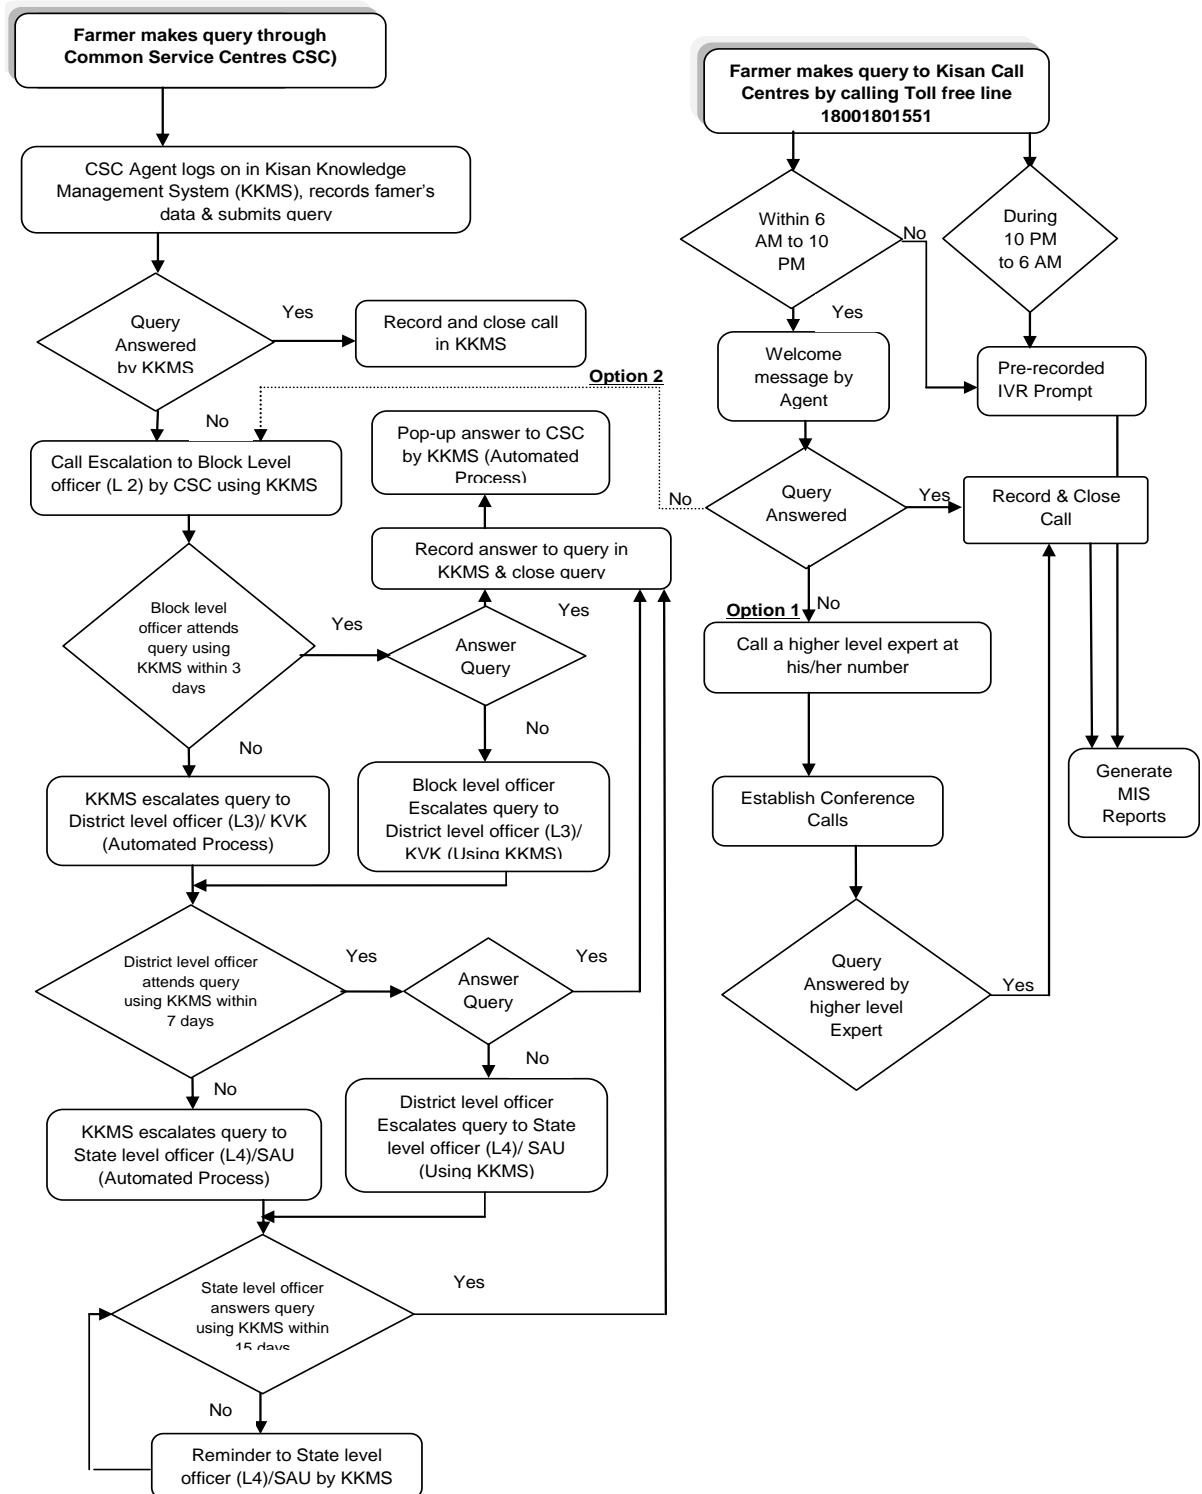 Farmer makes query through
Common Service Centres CSC)
CSC Agent logs on in Kisan Knowledge
Management System (KKMS), records famer's
data & submits query
Query
Answered
by KKMS
Yes
Record and close call
in KKMS
No
Call Escalation to Block Level
officer (L 2) by CSC using KKMS
Option 2
Pop-up answer to CSC
by KKMS (Automated
Process)
Record answer to query in
KKMS & close query
Block level
officer attends
query using
KKMS within 3
days
Yes
Answer
Query
Yes
No
No
KKMS escalates query to
District level officer (L3)/ KVK
(Automated Process)
Block level officer
Escalates query to
District level officer (L3)/
KVK (Using KKMS)
District level officer
attends query
using KKMS within
7 days
Yes
Answer
Query
Yes
No
No
KKMS escalates query to
State level officer (L4)/SAU
(Automated Process)
District level officer
Escalates query to State
level officer (L4)/ SAU
(Using KKMS)
State level officer
answers query
using KKMS within
15 days
Yes
No
Reminder to State level
officer (L4)/SAU by KKMS
Farmer makes query to Kisan Call
Centres by calling Toll free line
18001801551
Within 6
AM to 10
PM
No
During
10 PM
to 6 AM
Yes
Welcome
message by
Agent
Pre-recorded
IVR Prompt
No
Query
Answered
Yes
Record & Close
Call
Option 1
No
Call a higher level expert at
his/her number
Establish Conference
Calls
Generate
MIS
Reports
Query
Answered by
higher level
Expert
Yes